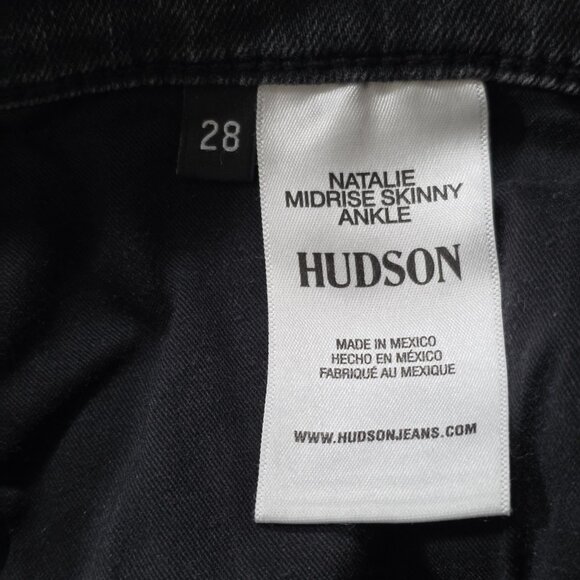 28
NATALIE
MIDRISE SKINNY
ANKLE
HUDSON
MADE IN MEXICO
HECHO EN MÉXICO
FABRIQUÉ AU MEXIQUE
WWW.HUDSONJEANS.COM